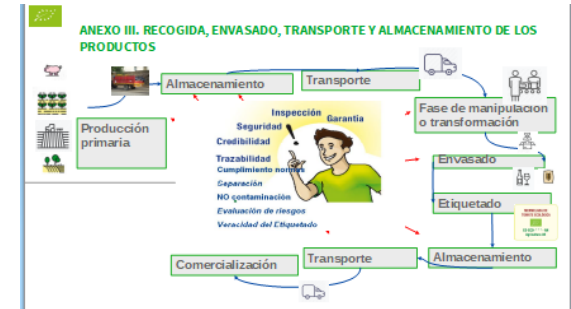 ANEXO III. RECOGIDA, ENVASADO, TRANSPORTE Y ALMACENAMIENTO DE LOS
PRODUCTOS
Almacenamiento
Transporte
Fase de manipulacion
o transformación
Producción
primaria
Inspección
Garantía
Seguridad
Credibilidad
Trazabilidad
Cumplimiento normas
Separación
NO contaminación
Evaluación de riesgos
Veracidad del Etiquetado
Envasado
Etiquetado
Almacenamiento
Transporte
Comercialización